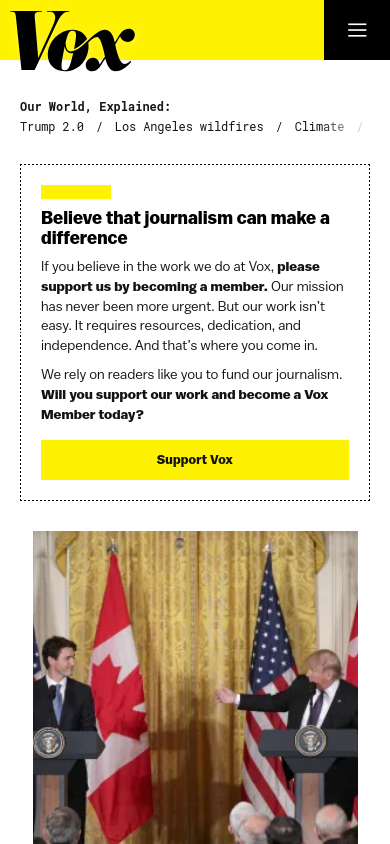 Vox
Our World, Explained:
Trump 2.0 / Los Angeles wildfires / Climate /
Believe that journalism can make a
difference
If you believe in the work we do at Vox, please
support us by becoming a member. Our mission
has never been more urgent. But our work isn't
easy. It requires resources, dedication, and
independence. And that's where you come in.
We rely on readers like you to fund our journalism.
Will you support our work and become a Vox
Member today?
Support Vox